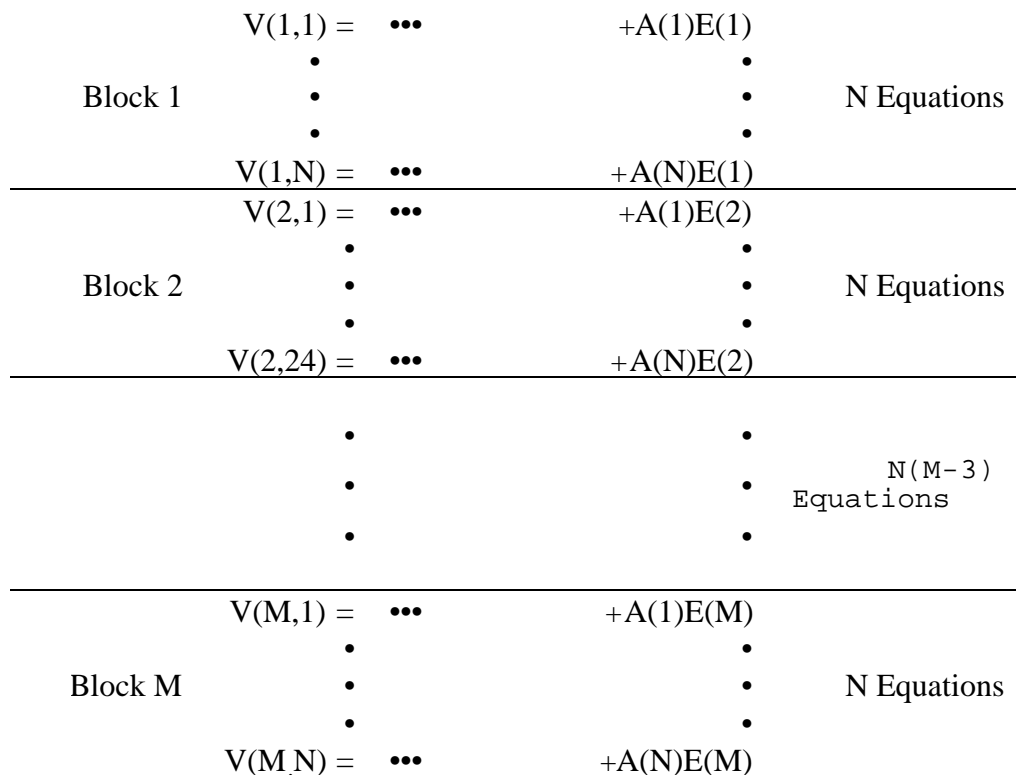 V(1,1) = ••• +A(1)E(1)
• •
Block 1 • • N Equations
• •
V(1,N) = ••• +A(N)E(1)
V(2,1) = ••• +A(1)E(2)
• •
Block 2 • • N Equations
• •
V(2,24) = ••• +A(N)E(2)
• •
N(M-3)
• •
Equations
• •
V(M,1) = ••• +A(1)E(M)
• •
Block M • • N Equations
• •
V(M,N) = ••• +A(N)E(M)